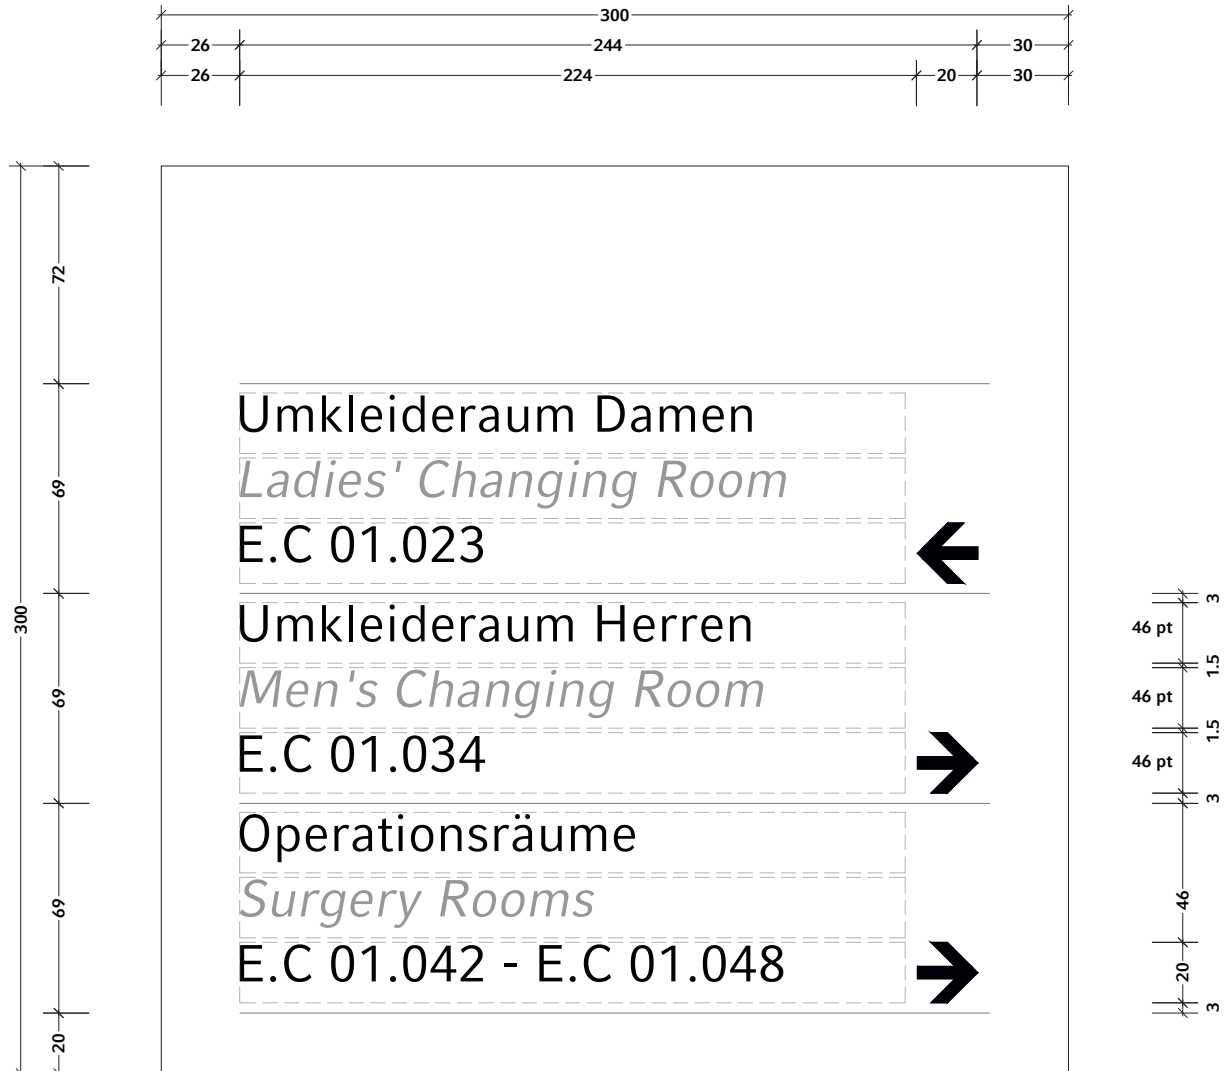 300
26 244 30
26 224 20 30
72
69
69
69
20
300
Umkleideraum Damen
Ladies' Changing Room
E.C 01.023
Umkleideraum Herren
Men's Changing Room
E.C 01.034
Operationsräume
Surgery Rooms
E.C 01.042 - E.C 01.048
3
46 pt
1.5
46 pt
1.5
46 pt
3
46
20
3